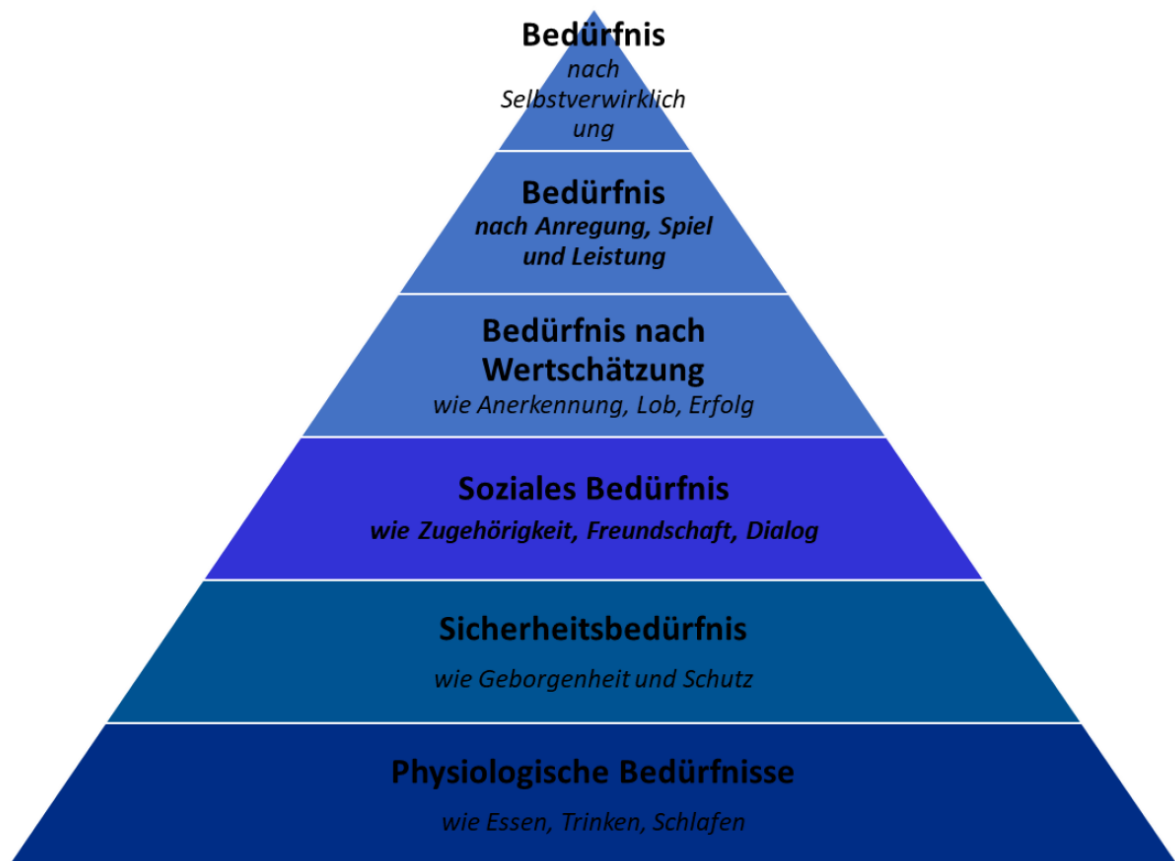 Bedürfnis
nach
Selbstverwirklich
ung
Bedürfnis
nach Anregung, Spiel
und Leistung
Bedürfnis nach
Wertschätzung
wie Anerkennung, Lob, Erfolg
Soziales Bedürfnis
wie Zugehörigkeit, Freundschaft, Dialog
Sicherheitsbedürfnis
wie Geborgenheit und Schutz
Physiologische Bedürfnisse
wie Essen, Trinken, Schlafen